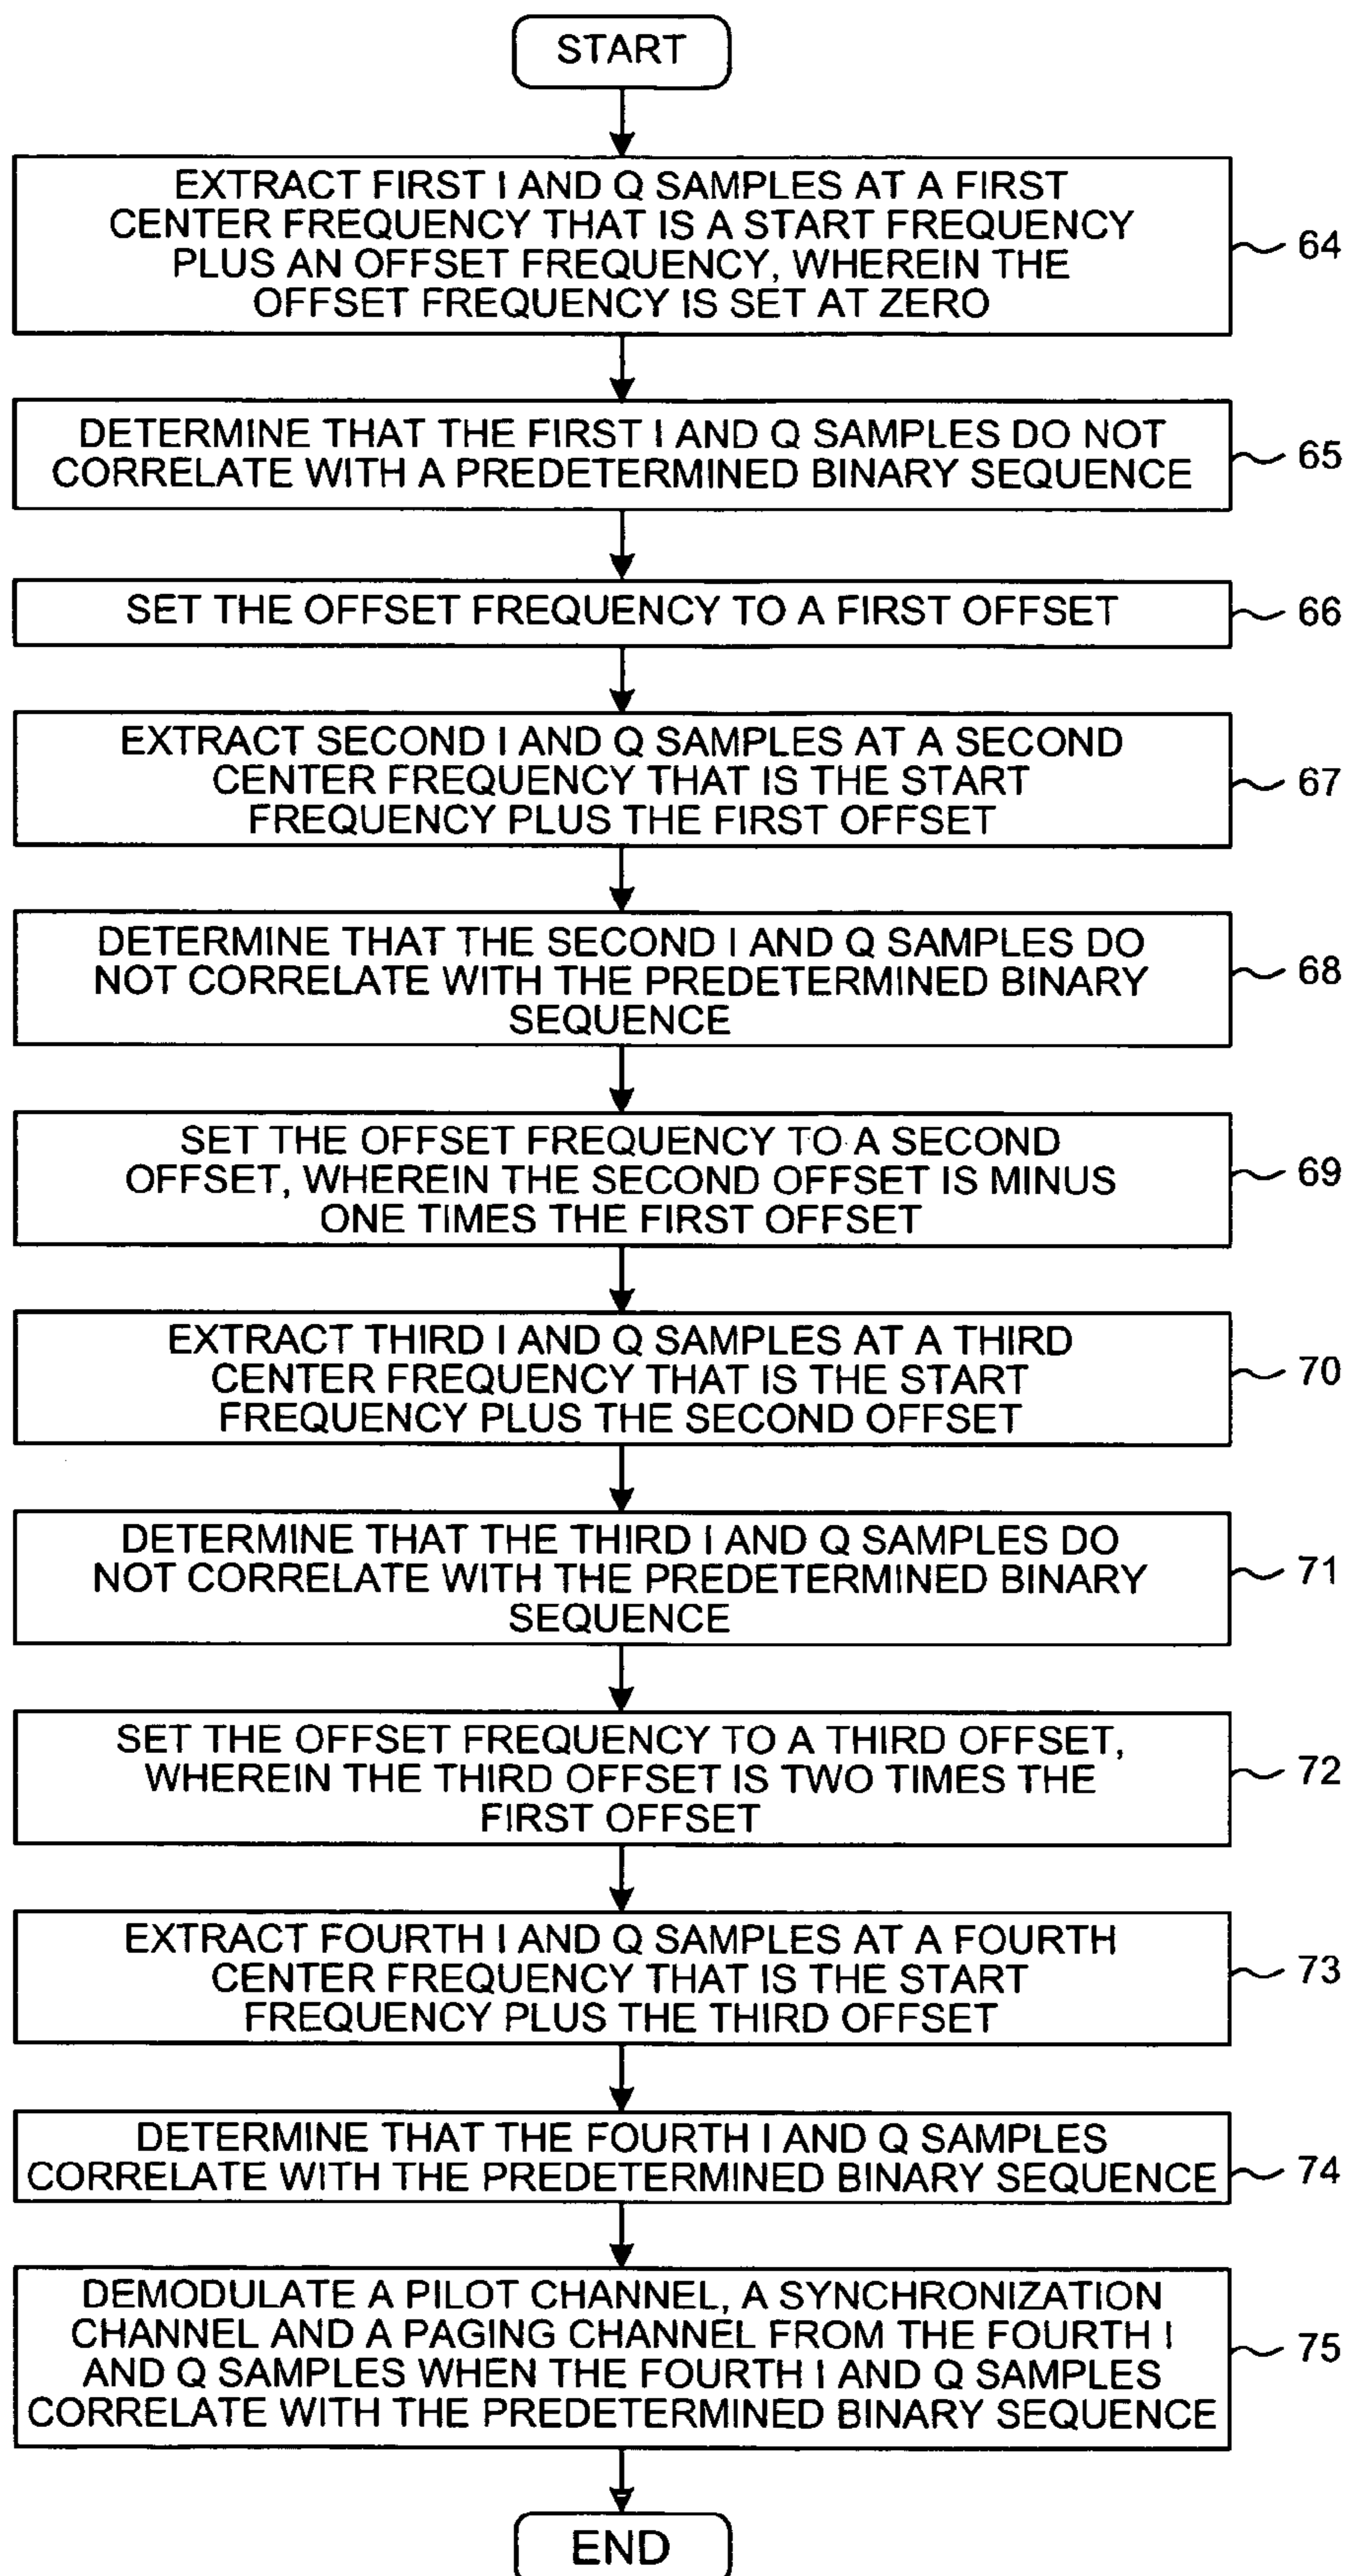 START
EXTRACT FIRST I AND Q SAMPLES AT A FIRST
CENTER FREQUENCY THAT IS A START FREQUENCY
PLUS AN OFFSET FREQUENCY, WHEREIN THE
OFFSET FREQUENCY IS SET AT ZERO
64
DETERMINE THAT THE FIRST I AND Q SAMPLES DO NOT
CORRELATE WITH A PREDETERMINED BINARY SEQUENCE
65
SET THE OFFSET FREQUENCY TO A FIRST OFFSET
66
EXTRACT SECOND I AND Q SAMPLES AT A SECOND
CENTER FREQUENCY THAT IS THE START
FREQUENCY PLUS THE FIRST OFFSET
67
DETERMINE THAT THE SECOND I AND Q SAMPLES DO
NOT CORRELATE WITH THE PREDETERMINED BINARY
SEQUENCE
68
SET THE OFFSET FREQUENCY TO A SECOND
OFFSET, WHEREIN THE SECOND OFFSET IS MINUS
ONE TIMES THE FIRST OFFSET
69
EXTRACT THIRD I AND Q SAMPLES AT A THIRD
CENTER FREQUENCY THAT IS THE START
FREQUENCY PLUS THE SECOND OFFSET
70
DETERMINE THAT THE THIRD I AND Q SAMPLES DO
NOT CORRELATE WITH THE PREDETERMINED BINARY
SEQUENCE
71
SET THE OFFSET FREQUENCY TO A THIRD OFFSET,
WHEREIN THE THIRD OFFSET IS TWO TIMES THE
FIRST OFFSET
72
EXTRACT FOURTH I AND Q SAMPLES AT A FOURTH
CENTER FREQUENCY THAT IS THE START
FREQUENCY PLUS THE THIRD OFFSET
73
DETERMINE THAT THE FOURTH I AND Q SAMPLES
CORRELATE WITH THE PREDETERMINED BINARY SEQUENCE
74
DEMODULATE A PILOT CHANNEL, A SYNCHRONIZATION
CHANNEL AND A PAGING CHANNEL FROM THE FOURTH I
AND Q SAMPLES WHEN THE FOURTH I AND Q SAMPLES
CORRELATE WITH THE PREDETERMINED BINARY SEQUENCE
75
END